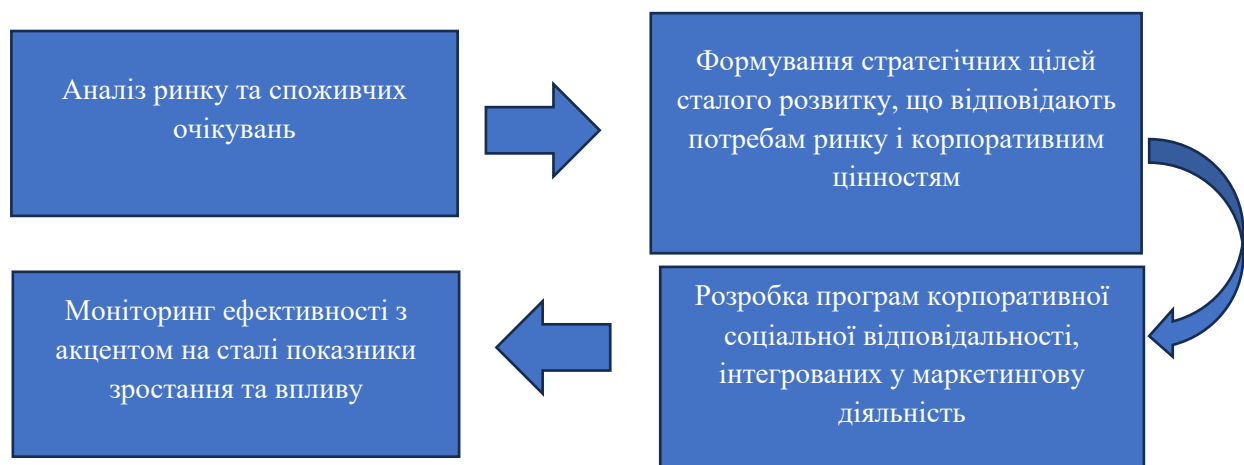 Аналіз ринку та споживчих
очікувань
Формування стратегічних цілей
сталого розвитку, що відповідають
потребам ринку і корпоративним
цінностям
Розробка програм корпоративної
соціальної відповідальності,
інтегрованих у маркетингову
діяльність
Моніторинг ефективності з
акцентом на сталі показники
зростання та впливу